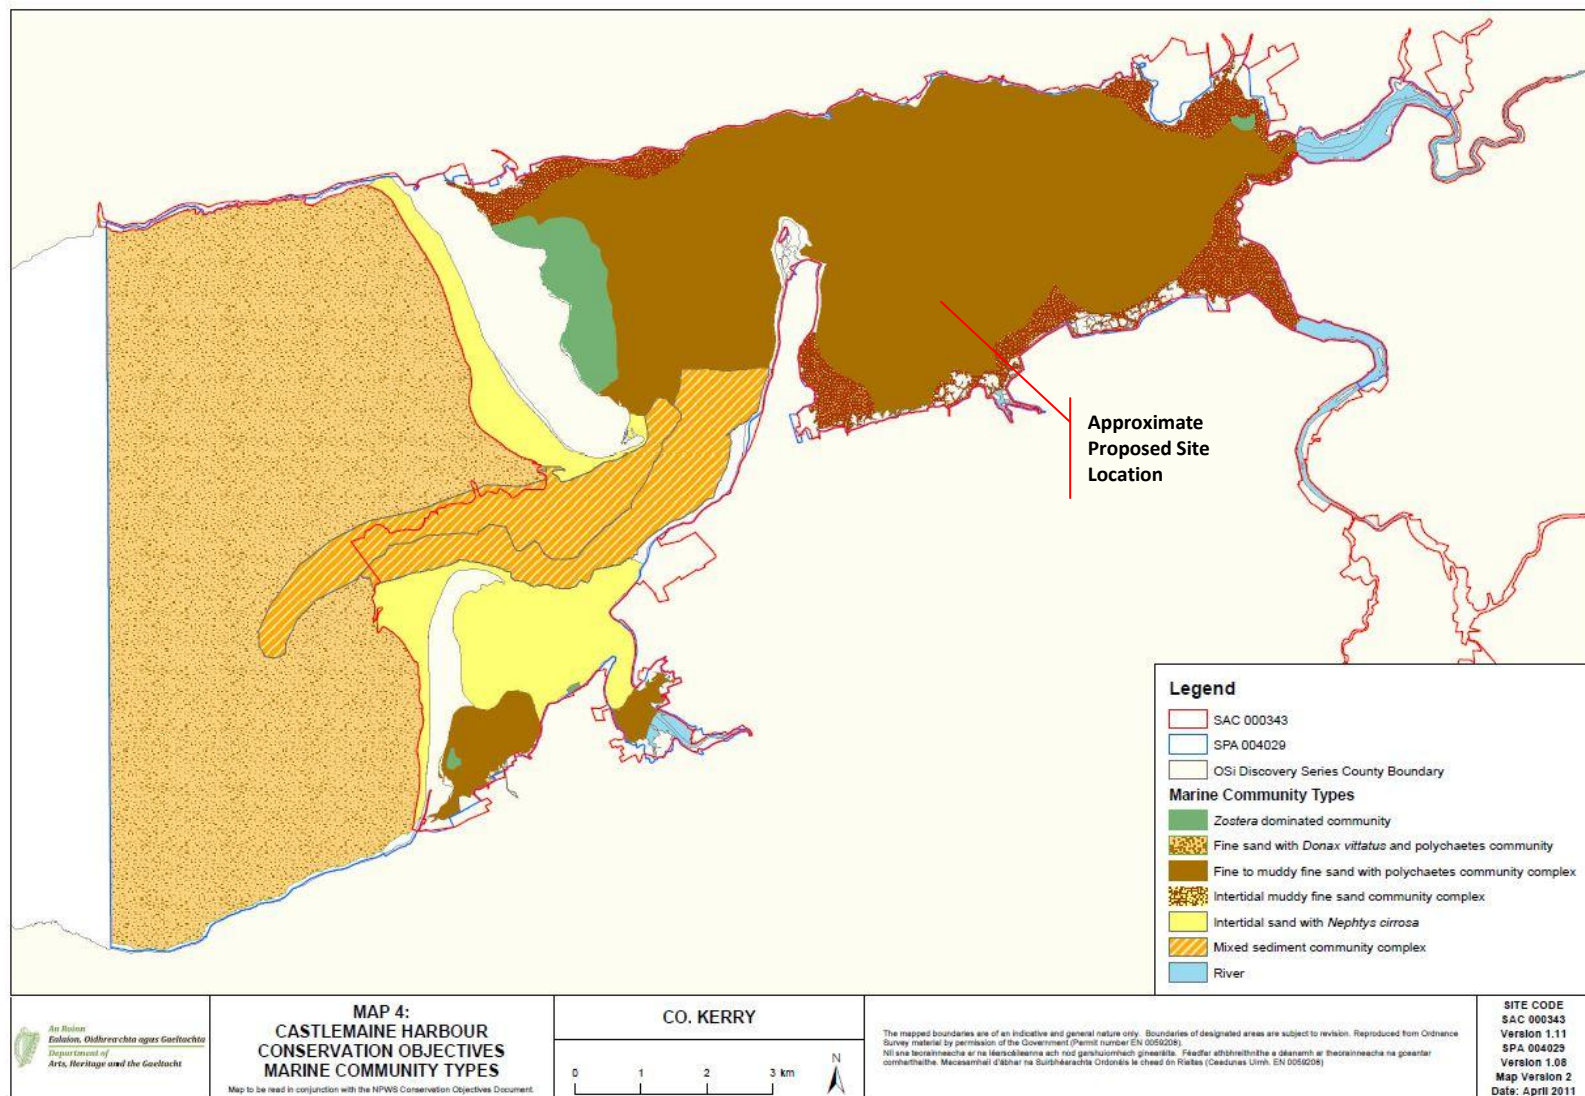 Approximate
Proposed Site
Location
Legend
SAC 000343
SPA 004029
OSi Discovery Series County Boundary
Marine Community Types
Zostera dominated community
Fine sand with Donax vittatus and polychaetes community
Fine to muddy fine sand with polychaetes community complex
Intertidal muddy fine sand community complex
Intertidal sand with Nephtys cirrosa
Mixed sediment community complex
River
An Roinn
Ealaíon, Oidhreachta agus Gaeltachta
Department of
Arts, Heritage and the Gaeltacht
MAP 4:
CASTLEMAINE HARBOUR
CONSERVATION OBJECTIVES
MARINE COMMUNITY TYPES
Map to be read in conjunction with the NPWS Conservation Objectives Document.
CO. KERRY
0 1 2 3 km
N
The mapped boundaries are of an indicative and general nature only. Boundaries of designated areas are subject to revision. Reproduced from Ordnance
Survey material by permission of the Government (Permit number EN 0059208).
SITE CODE
SAC 000343
Version 1.11
SPA 004029
Version 1.08
Map Version 2
Date: April 2011